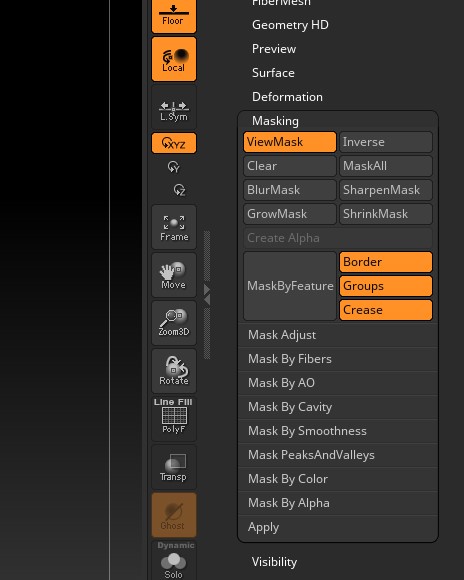 Floor
Local
L.Sym
XYZ
Y
Z
Frame
Move
Zoom3D
Rotate
Line Fill
PolyF
Transp
Ghost
Dynamic
Solo
FiberMesh
Geometry HD
Preview
Surface
Deformation
Masking
ViewMask Inverse
Clear MaskAll
BlurMask SharpenMask
GrowMask ShrinkMask
Create Alpha
MaskByFeature
Border
Groups
Crease
Mask Adjust
Mask By Fibers
Mask By AO
Mask By Cavity
Mask By Smoothness
Mask PeaksAndValleys
Mask By Color
Mask By Alpha
Apply
Visibility